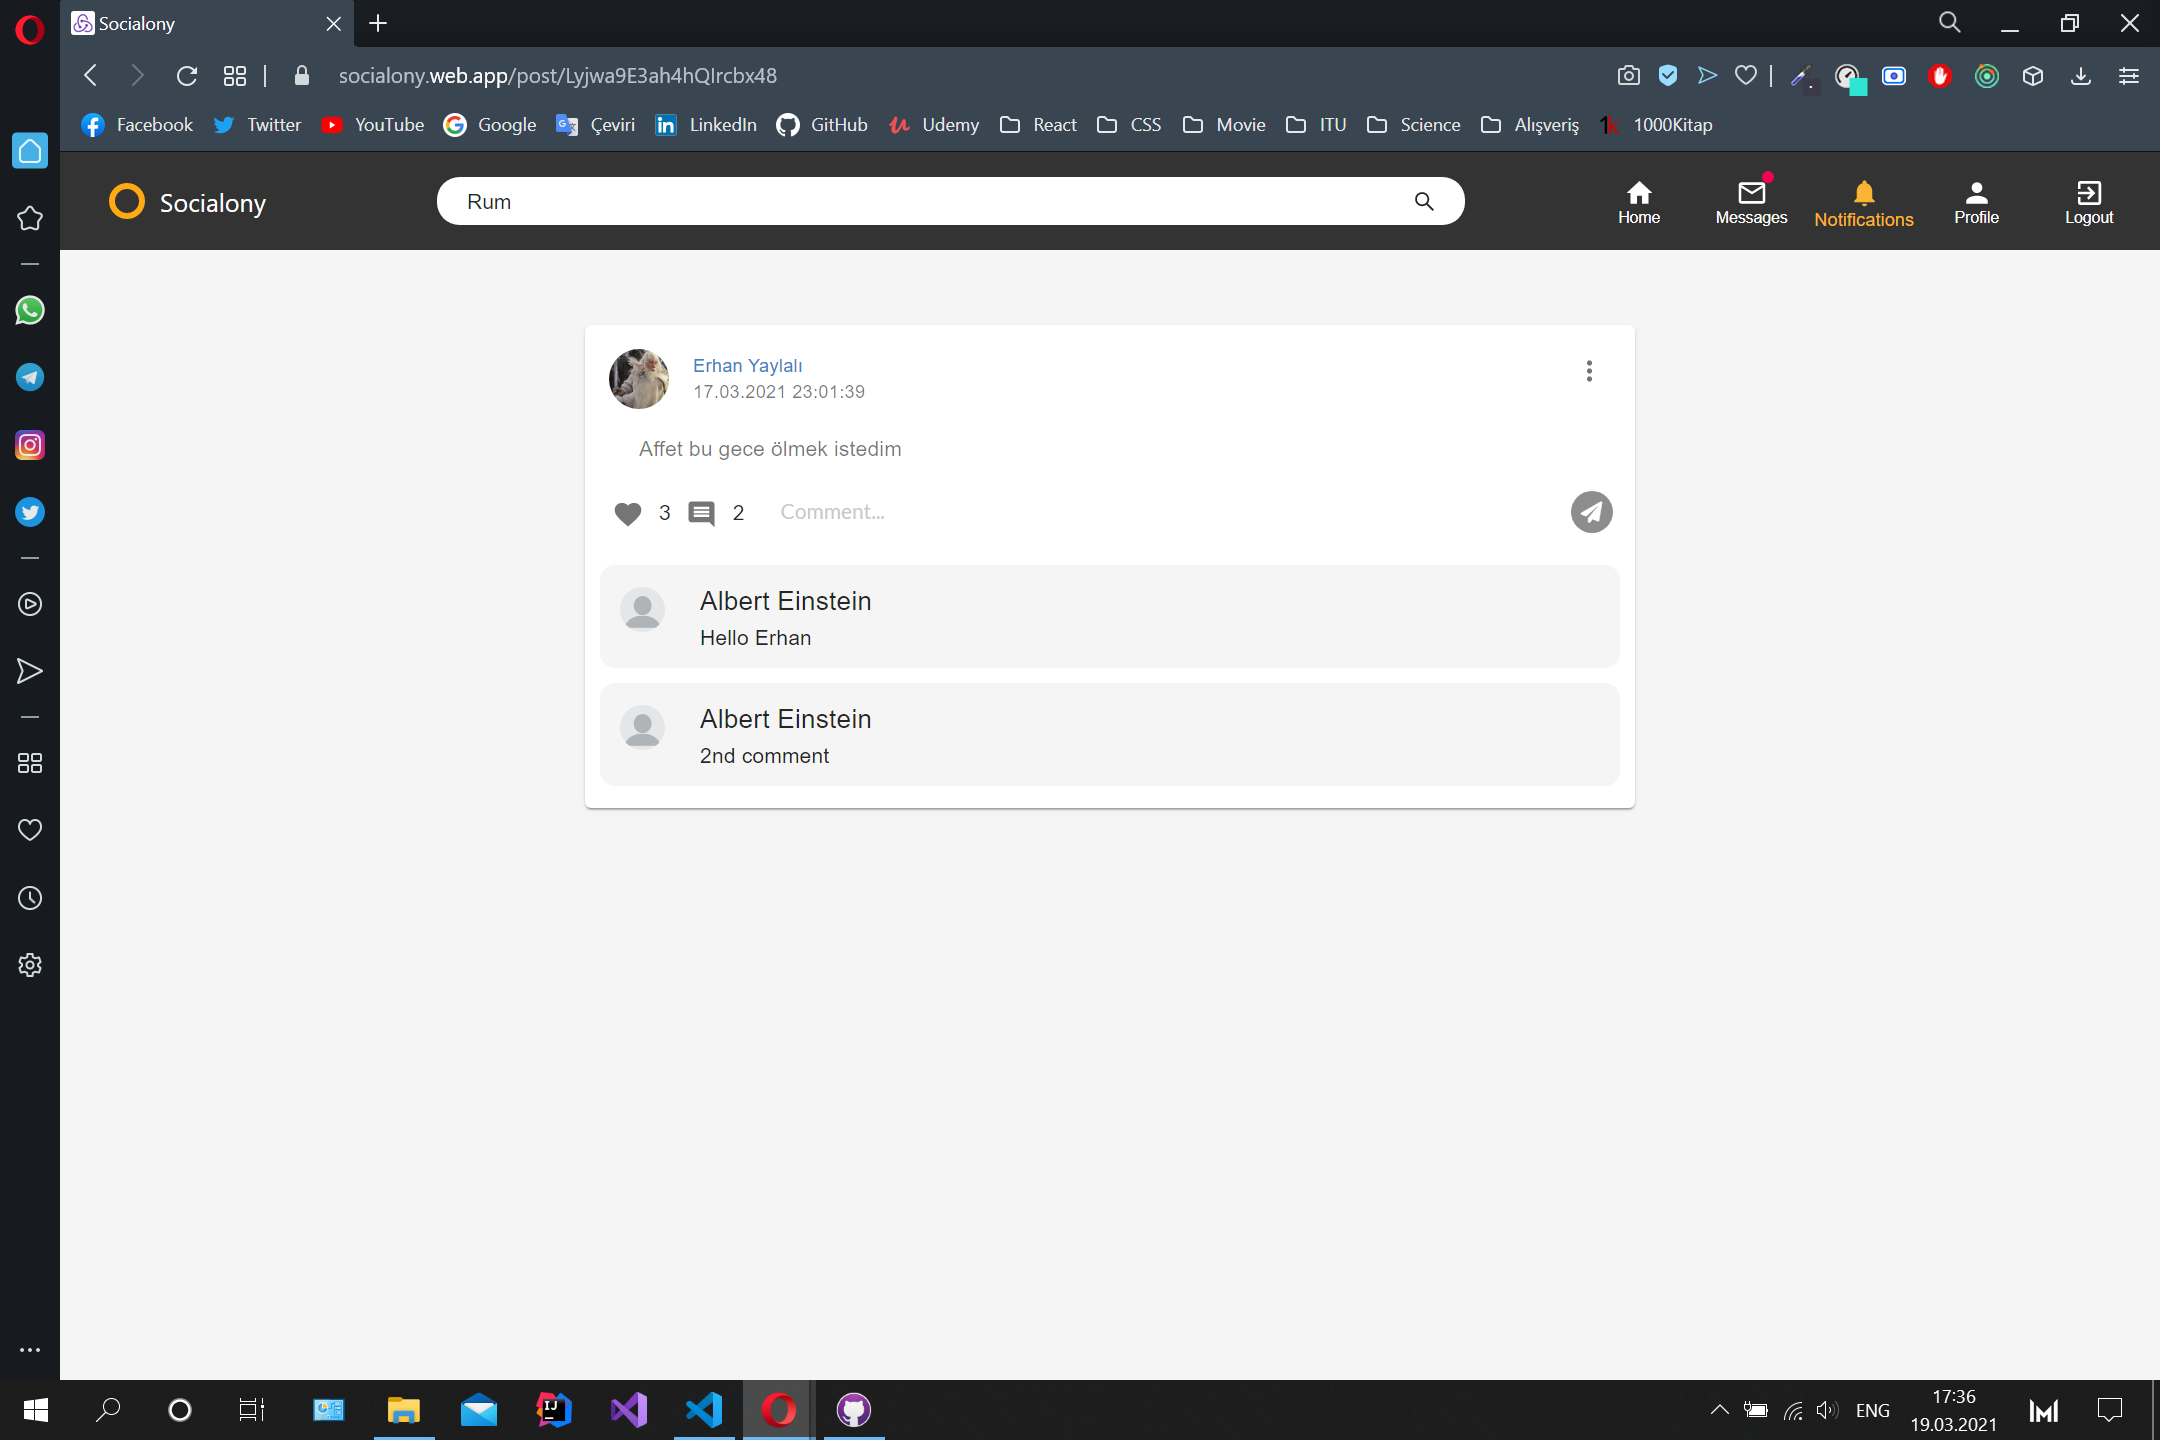 Socialony
socialony.web.app/post/Lyjwa9E3ah4hQIrcbx48
Facebook Twitter YouTube Google Çeviri LinkedIn GitHub Udemy React CSS Movie ITU Science Alışveriş 1000Kitap
Socialony Rum Home Messages Notifications Profile Logout
Erhan Yaylalı
17.03.2021 23:01:39
Affet bu gece ölmek istedim
3 2 Comment...
Albert Einstein
Hello Erhan
Albert Einstein
2nd comment
ENG 17:36
19.03.2021